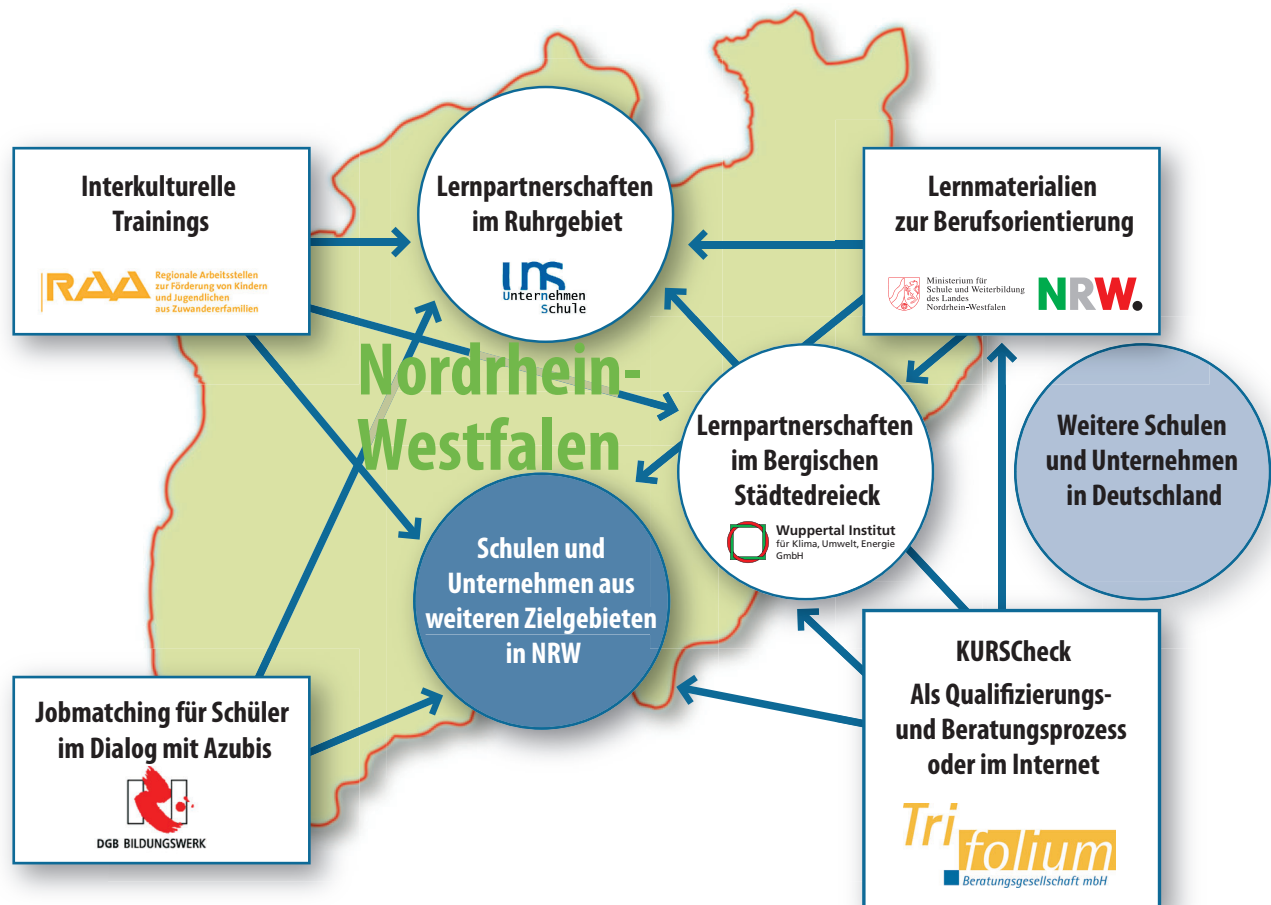 Interkulturelle
Trainings
RAA
Regionale Arbeitsstellen
zur Förderung von Kindern
und Jugendlichen
aus Zuwandererfamilien
Lernpartnerschaften
im Ruhrgebiet
uns
Unternehmen
Schule
Lernmaterialien
zur Berufsorientierung
Ministerium für
Schule und Weiterbildung
des Landes
Nordrhein-Westfalen
NRW.
Nordrhein-
Westfalen
Lernpartnerschaften
im Bergischen
Städtedreieck
Wuppertal Institut
für Klima, Umwelt, Energie
GmbH
Weitere Schulen
und Unternehmen
in Deutschland
Schulen und
Unternehmen aus
weiteren Zielgebieten
in NRW
Jobmatching für Schüler
im Dialog mit Azubis
DGB BILDUNGSWERK
KURSCheck
Als Qualifizierungs-
und Beratungsprozess
oder im Internet
Tri
folium
Beratungsgesellschaft mbH